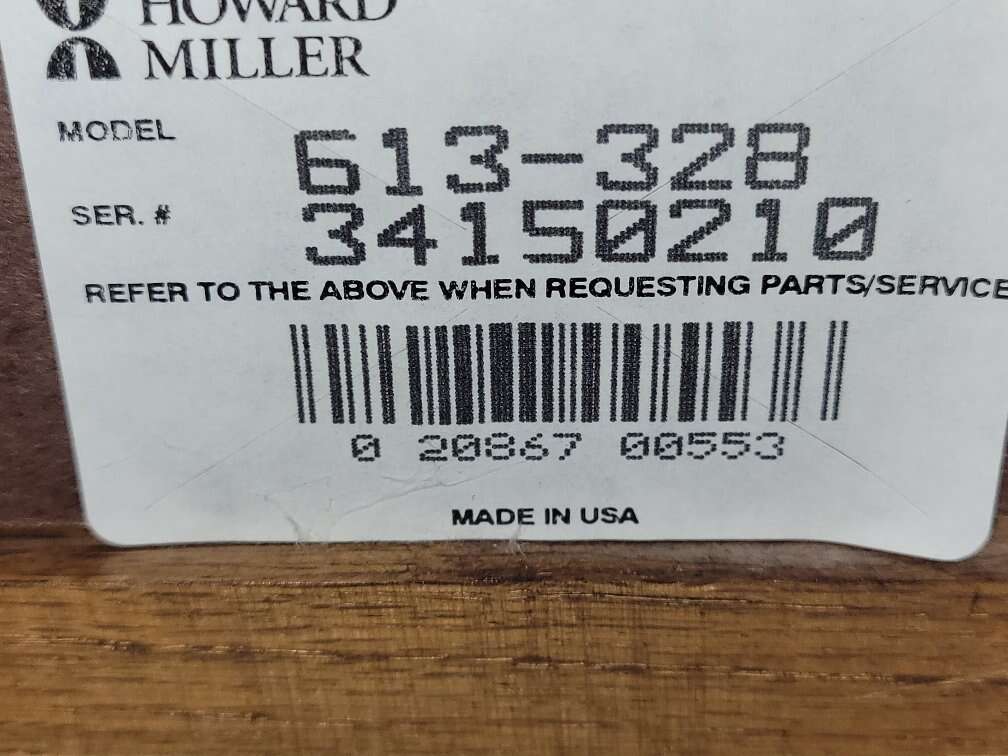 HOWARD
MILLER
MODEL 613-328
SER. # 34150210
REFER TO THE ABOVE WHEN REQUESTING PARTS/SERVICE
0 20867 00553
MADE IN USA